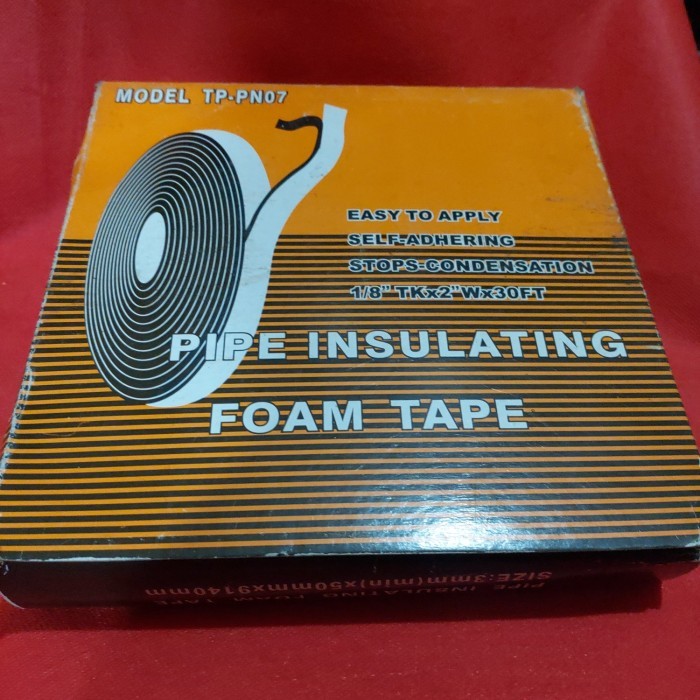 MODEL TP-PN07
EASY TO APPLY
SELF-ADHERING
STOPS-CONDENSATION
1/8" TKx2"Wx30FT
PIPE INSULATING
FOAM TAPE
PIPE INSULATING FOAM TAPE
SIZE:3mm(min)x50mmx9140mm